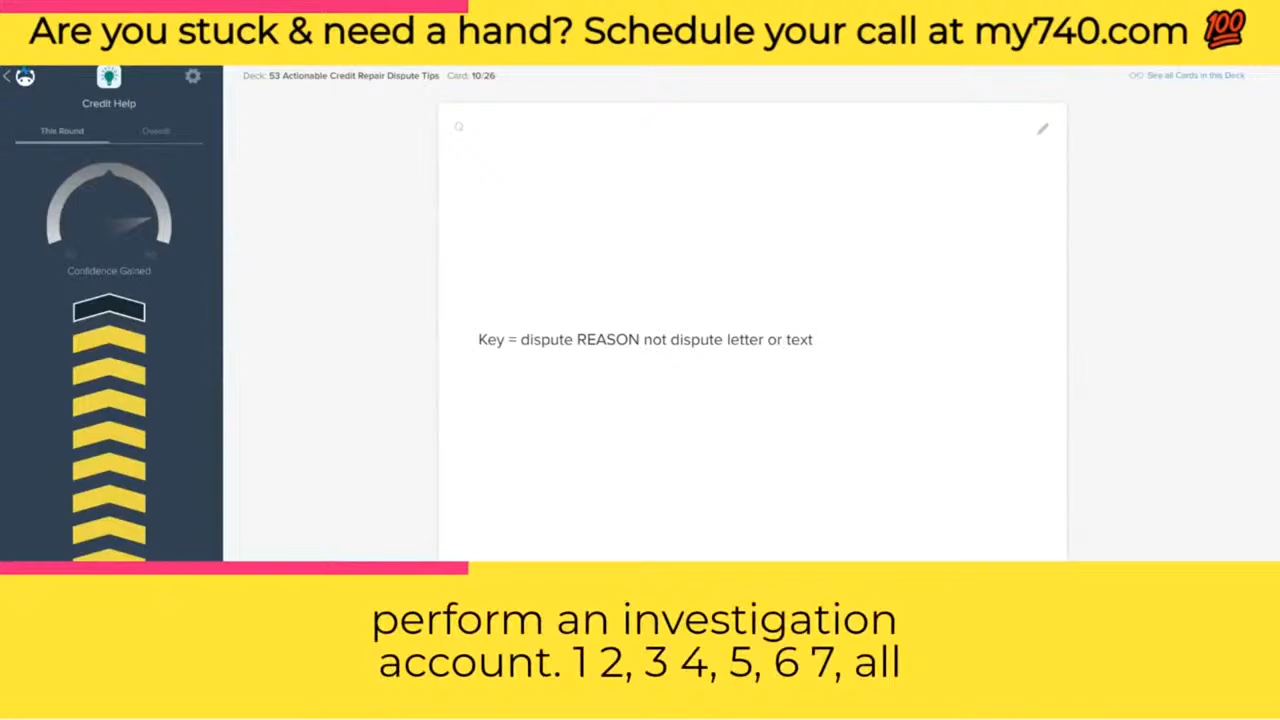 Are you stuck & need a hand? Schedule your call at my740.com 💯
Deck: 53 Actionable Credit Repair Dispute Tips Card: 10/26
See all Cards in this Deck
Credit Help
This Round Overall
Confidence Gained
Q
Key = dispute REASON not dispute letter or text
perform an investigation
account. 1 2, 3 4, 5, 6 7, all